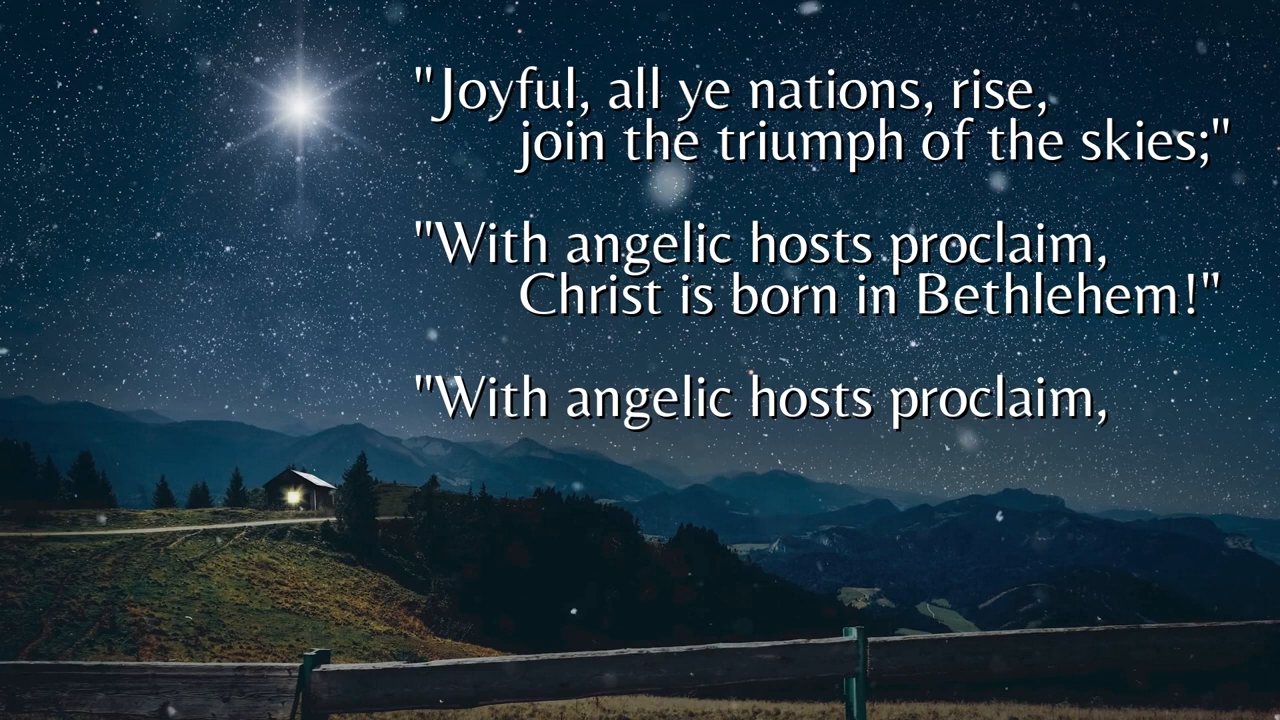 "Joyful, all ye nations, rise,
join the triumph of the skies;"
"With angelic hosts proclaim,
Christ is born in Bethlehem!"
"With angelic hosts proclaim,